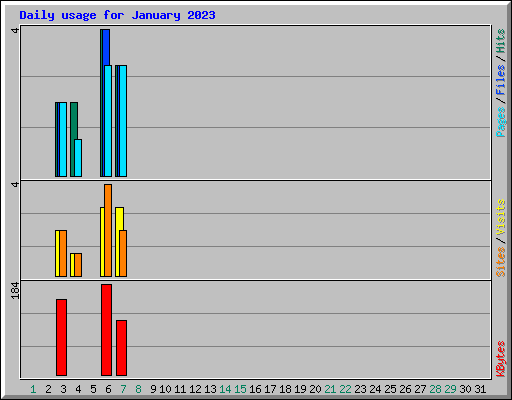 Daily usage for January 2023
4
Pages/Files/Hits
4
Sites/Visits
184
KBytes
1 2 3 4 5 6 7 8 9 10 11 12 13 14 15 16 17 18 19 20 21 22 23 24 25 26 27 28 29 30 31